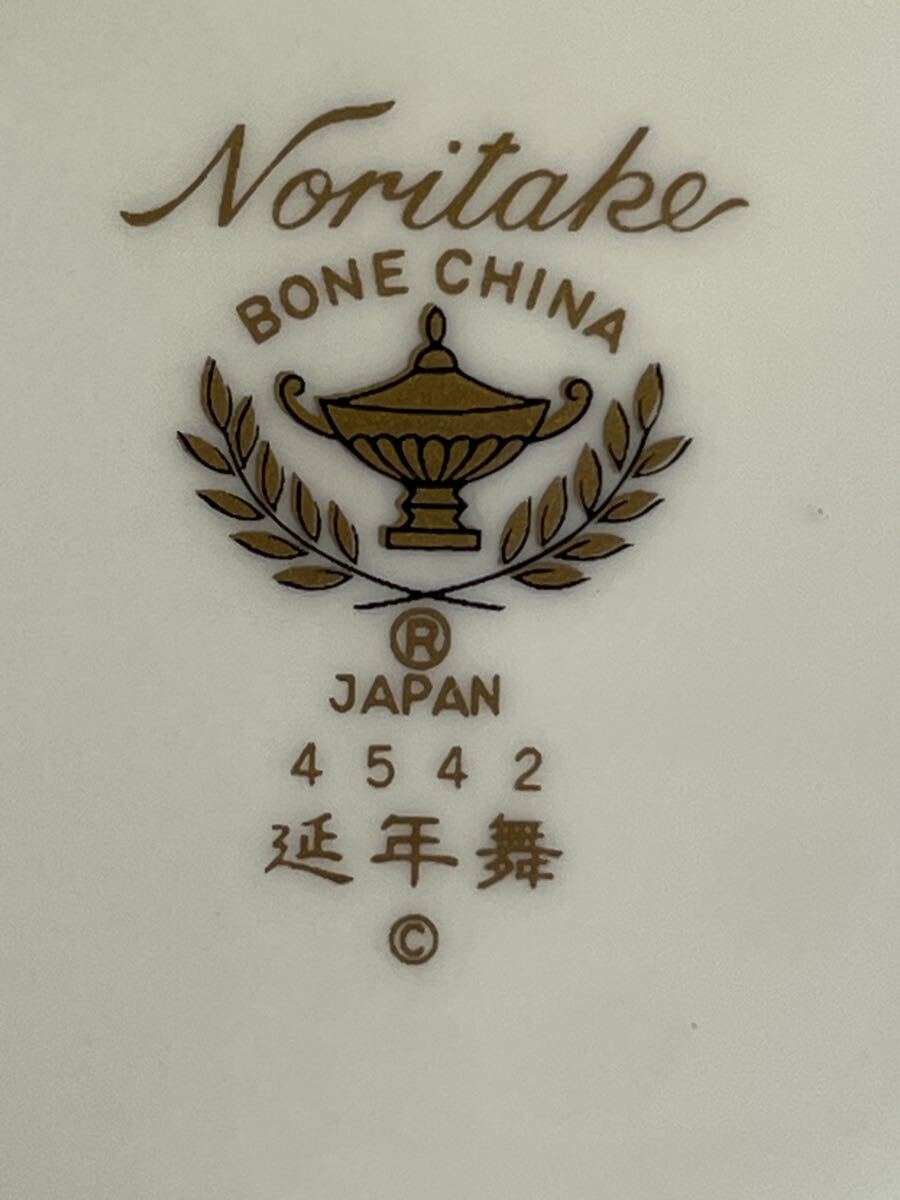 Noritake
BONE CHINA
®
JAPAN
4542
延年舞
©